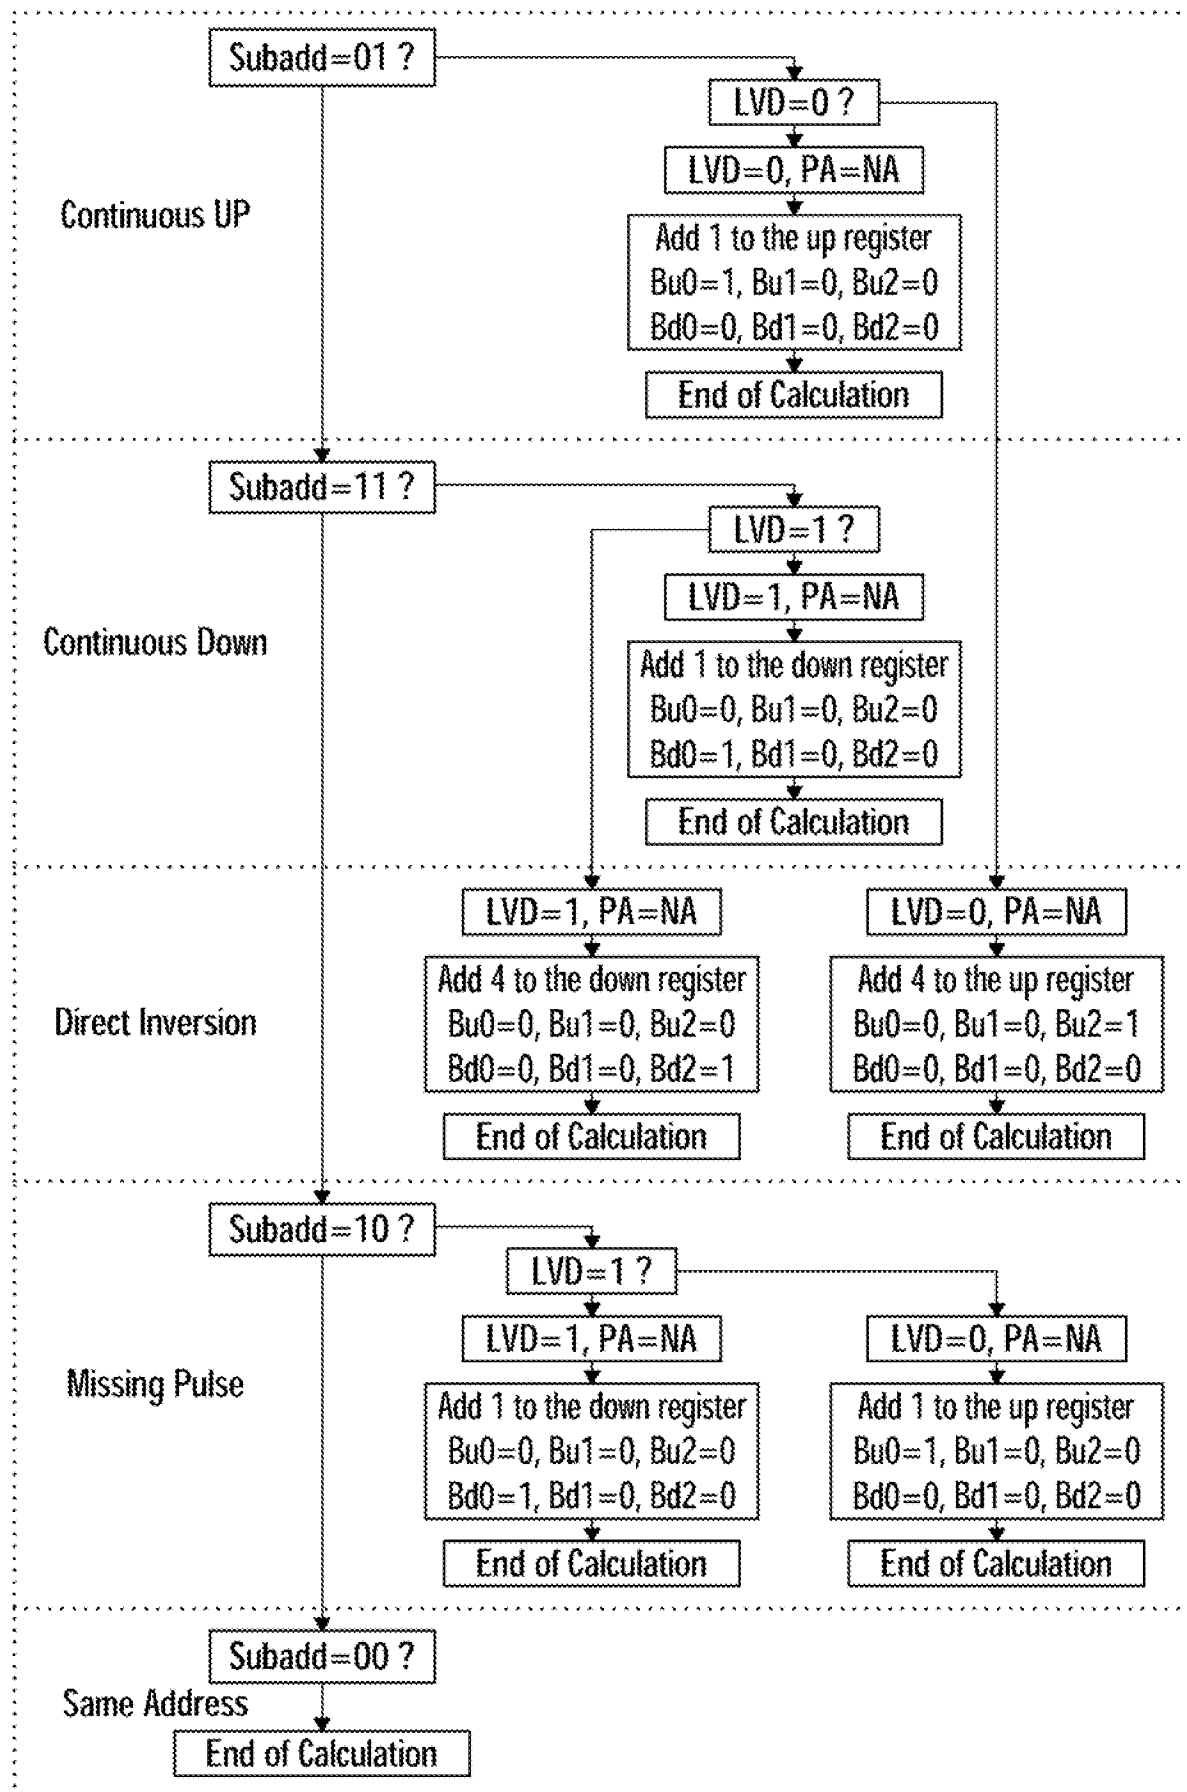 Subadd=01 ?
LVD=0 ?
LVD=0, PA=NA
Continuous UP
Add 1 to the up register
Bu0=1, Bu1=0, Bu2=0
Bd0=0, Bd1=0, Bd2=0
End of Calculation
Subadd=11 ?
LVD=1 ?
LVD=1, PA=NA
Continuous Down
Add 1 to the down register
Bu0=0, Bu1=0, Bu2=0
Bd0=1, Bd1=0, Bd2=0
End of Calculation
Direct Inversion
LVD=1, PA=NA
Add 4 to the down register
Bu0=0, Bu1=0, Bu2=0
Bd0=0, Bd1=0, Bd2=1
End of Calculation
LVD=0, PA=NA
Add 4 to the up register
Bu0=0, Bu1=0, Bu2=1
Bd0=0, Bd1=0, Bd2=0
End of Calculation
Subadd=10 ?
LVD=1 ?
Missing Pulse
LVD=1, PA=NA
Add 1 to the down register
Bu0=0, Bu1=0, Bu2=0
Bd0=1, Bd1=0, Bd2=0
End of Calculation
LVD=0, PA=NA
Add 1 to the up register
Bu0=1, Bu1=0, Bu2=0
Bd0=0, Bd1=0, Bd2=0
End of Calculation
Subadd=00 ?
Same Address
End of Calculation